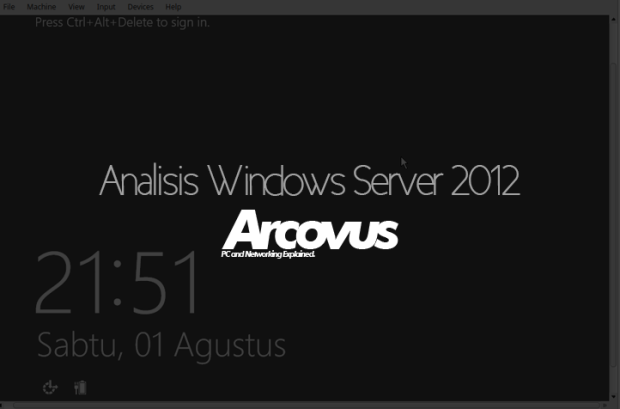 File Machine View Input Devices Help
Press Ctrl+Alt+Delete to sign in.
Analisis Windows Server 2012
Arcovus
PC and Networking Explained.
21:51
Sabtu, 01 Agustus